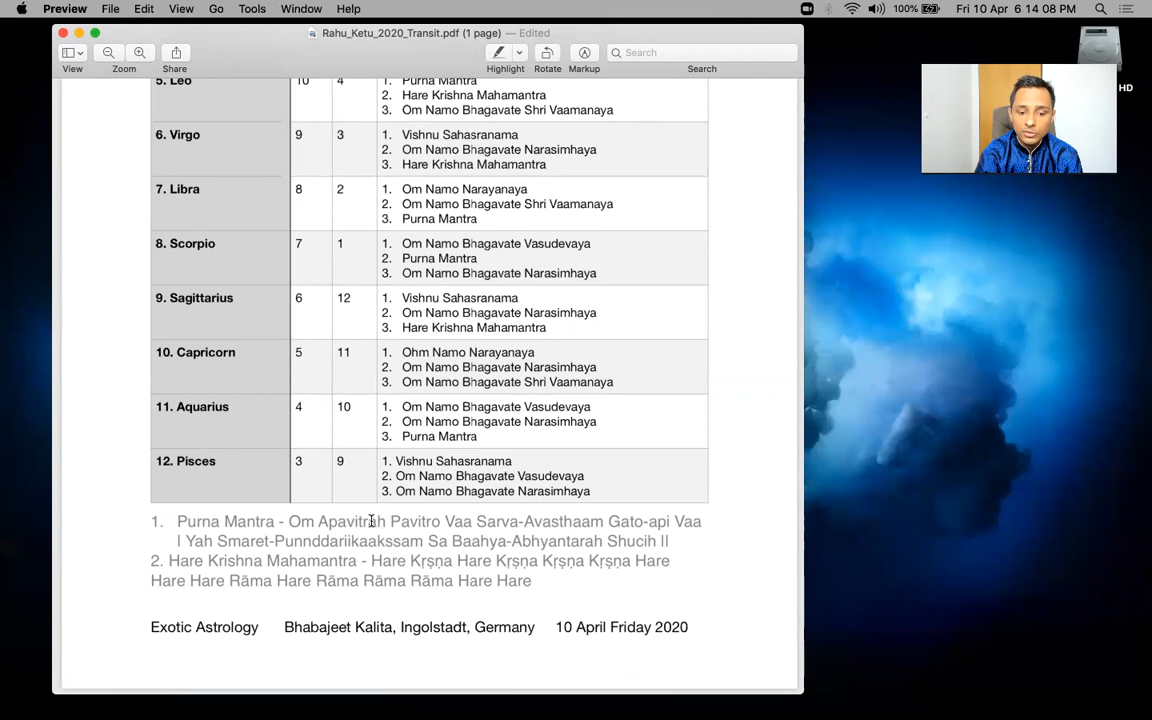 Preview File Edit View Go Tools Window Help 100% Fri 10 Apr 6 14 08 PM
Rahu_Ketu_2020_Transit.pdf (1 page) — Edited
Search
View Zoom Share Highlight Rotate Markup Search
HD
5. Leo 10 4 1. Purna Mantra
2. Hare Krishna Mahamantra
3. Om Namo Bhagavate Shri Vaamanaya
6. Virgo 9 3 1. Vishnu Sahasranama
2. Om Namo Bhagavate Narasimhaya
3. Hare Krishna Mahamantra
7. Libra 8 2 1. Om Namo Narayanaya
2. Om Namo Bhagavate Shri Vaamanaya
3. Purna Mantra
8. Scorpio 7 1 1. Om Namo Bhagavate Vasudevaya
2. Purna Mantra
3. Om Namo Bhagavate Narasimhaya
9. Sagittarius 6 12 1. Vishnu Sahasranama
2. Om Namo Bhagavate Narasimhaya
3. Hare Krishna Mahamantra
10. Capricorn 5 11 1. Ohm Namo Narayanaya
2. Om Namo Bhagavate Narasimhaya
3. Om Namo Bhagavate Shri Vaamanaya
11. Aquarius 4 10 1. Om Namo Bhagavate Vasudevaya
2. Om Namo Bhagavate Narasimhaya
3. Purna Mantra
12. Pisces 3 9 1. Vishnu Sahasranama
2. Om Namo Bhagavate Vasudevaya
3. Om Namo Bhagavate Narasimhaya
1. Purna Mantra - Om Apavitrah Pavitro Vaa Sarva-Avasthaam Gato-api Vaa
| Yah Smaret-Punnddariikaakssam Sa Baahya-Abhyantarah Shucih ||
2. Hare Krishna Mahamantra - Hare Kṛṣṇa Hare Kṛṣṇa Kṛṣṇa Kṛṣṇa Hare
Hare Hare Rāma Hare Rāma Rāma Rāma Hare Hare
Exotic Astrology Bhabajeet Kalita, Ingolstadt, Germany 10 April Friday 2020